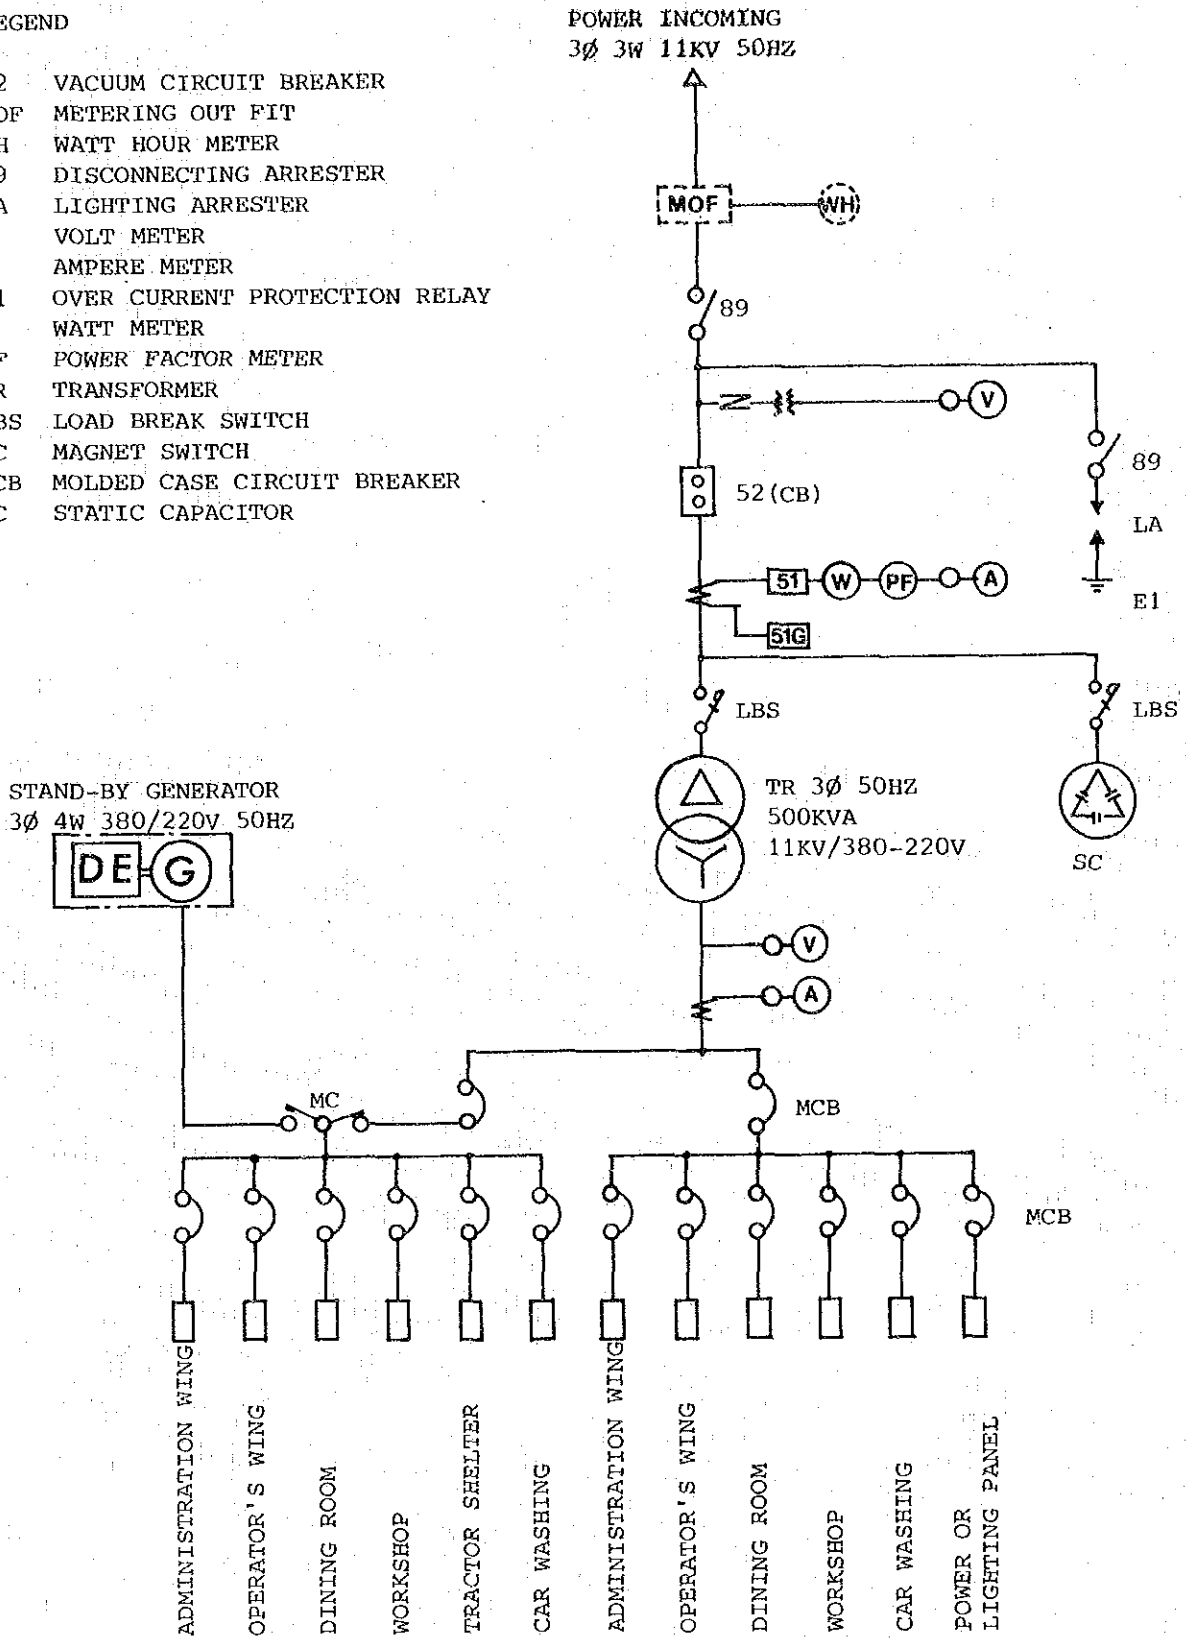 EGEND
2 VACUUM CIRCUIT BREAKER
OF METERING OUT FIT
H WATT HOUR METER
9 DISCONNECTING ARRESTER
A LIGHTING ARRESTER
VOLT METER
AMPERE METER
1 OVER CURRENT PROTECTION RELAY
WATT METER
F POWER FACTOR METER
R TRANSFORMER
BS LOAD BREAK SWITCH
C MAGNET SWITCH
CB MOLDED CASE CIRCUIT BREAKER
C STATIC CAPACITOR
POWER INCOMING
3Ø 3W 11KV 50HZ
MOF
WH
89
V
52(CB)
89
LA
E1
51
W
PF
A
51G
LBS
LBS
TR 3Ø 50HZ
500KVA
11KV/380-220V
SC
STAND-BY GENERATOR
3Ø 4W 380/220V 50HZ
DE
G
V
A
MC
MCB
MCB
ADMINISTRATION WING
OPERATOR'S WING
DINING ROOM
WORKSHOP
TRACTOR SHELTER
CAR WASHING
ADMINISTRATION WING
OPERATOR'S WING
DINING ROOM
WORKSHOP
CAR WASHING
POWER OR
LIGHTING PANEL